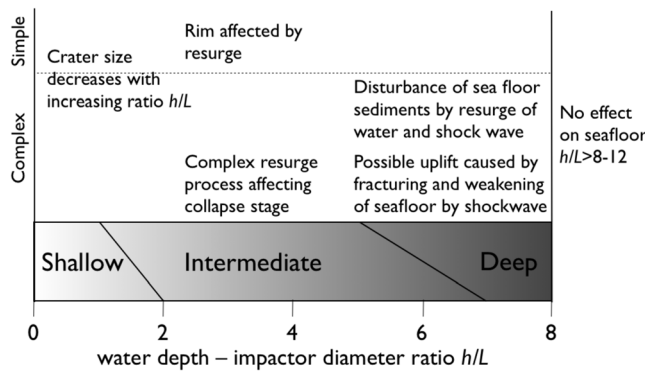 Simple
Complex
Rim affected by
resurge
Crater size
decreases with
increasing ratio h/L
Disturbance of sea floor
sediments by resurge of
water and shock wave
No effect
on seafloor
h/L>8-12
Complex resurge
process affecting
collapse stage
Possible uplift caused by
fracturing and weakening
of seafloor by shockwave
Shallow
Intermediate
Deep
0
2
4
6
8
water depth – impactor diameter ratio h/L